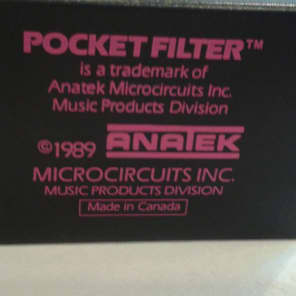 POCKET FILTER™
is a trademark of
Anatek Microcircuits Inc.
Music Products Division
©1989 ANATEK
MICROCIRCUITS INC.
MUSIC PRODUCTS DIVISION
Made in Canada